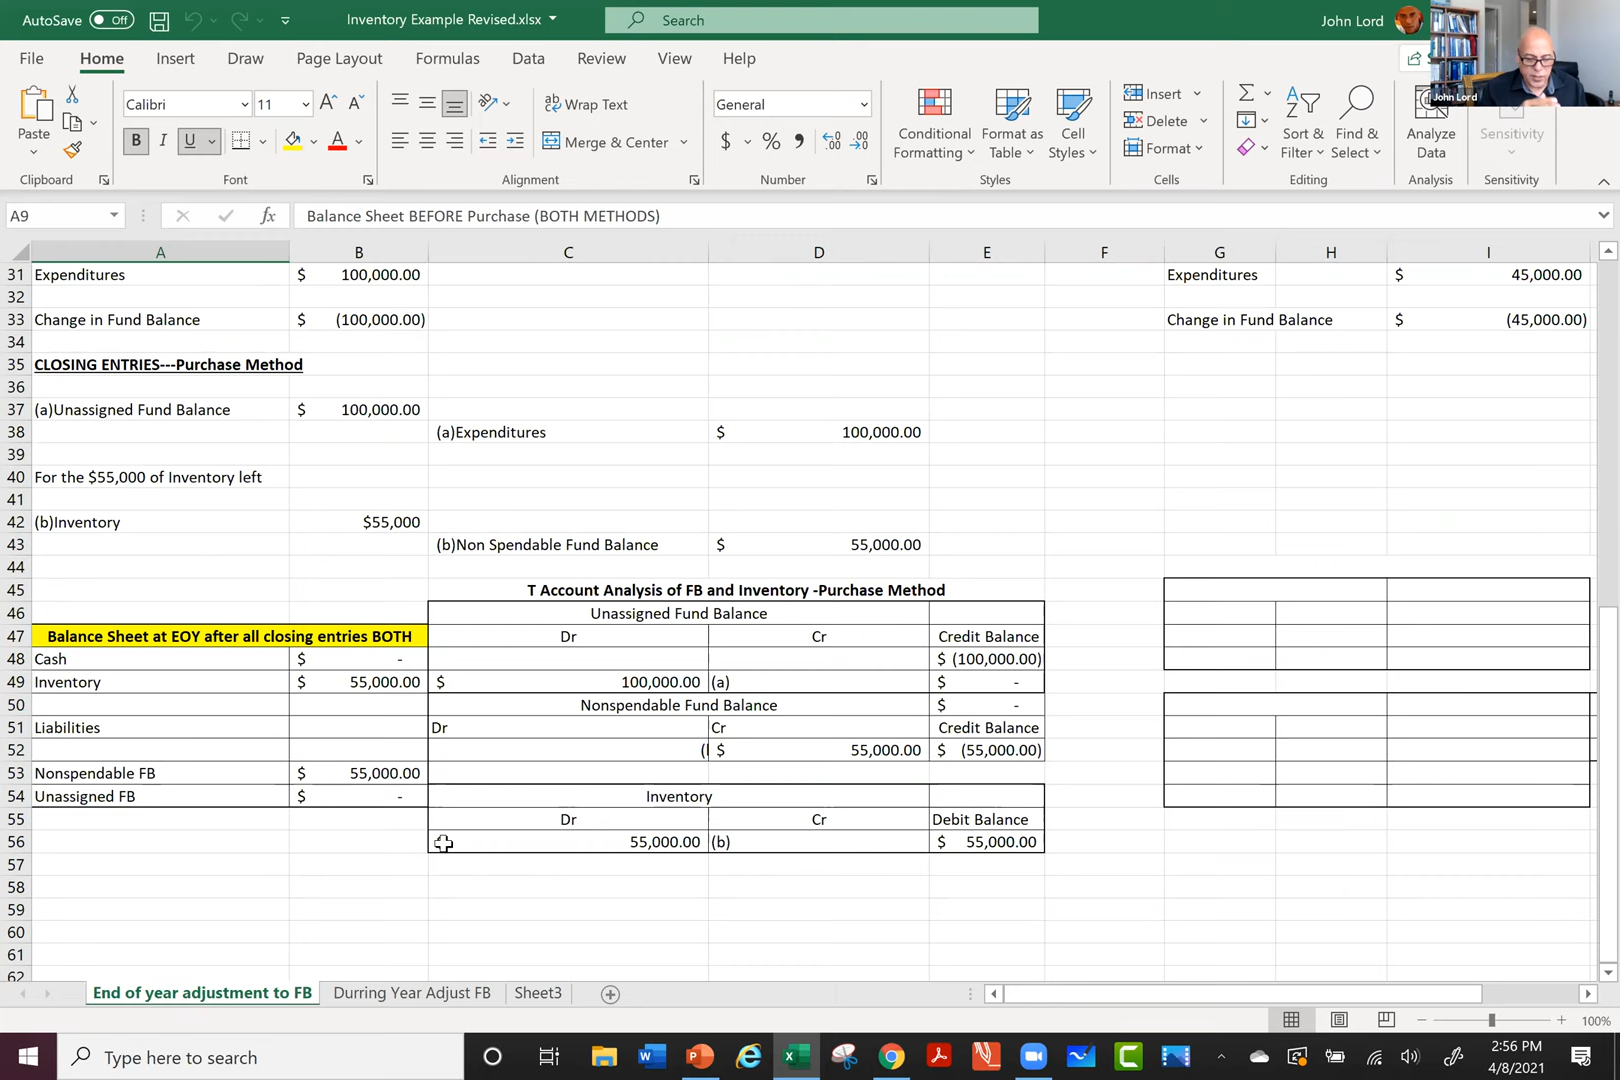 AutoSave Off Inventory Example Revised.xlsx Search John Lord
File Home Insert Draw Page Layout Formulas Data Review View Help
John Lord
Calibri 11 General
Paste B I U ab Wrap Text Merge & Center $ % Conditional Formatting Format as Table Cell Styles Insert Delete Format Sort & Filter Find & Select Analyze Data Sensitivity
Clipboard Font Alignment Number Styles Cells Editing Analysis Sensitivity
A9 fx Balance Sheet BEFORE Purchase (BOTH METHODS)
A B C D E F G H I
31 Expenditures $ 100,000.00 Expenditures $ 45,000.00
32
33 Change in Fund Balance $ (100,000.00) Change in Fund Balance $ (45,000.00)
34
35 CLOSING ENTRIES---Purchase Method
36
37 (a)Unassigned Fund Balance $ 100,000.00
38 (a)Expenditures $ 100,000.00
39
40 For the $55,000 of Inventory left
41
42 (b)Inventory $55,000
43 (b)Non Spendable Fund Balance $ 55,000.00
44
45 T Account Analysis of FB and Inventory -Purchase Method
46 Unassigned Fund Balance
47 Balance Sheet at EOY after all closing entries BOTH Dr Cr Credit Balance
48 Cash $ - $ (100,000.00)
49 Inventory $ 55,000.00 $ 100,000.00 (a) $ -
50 Nonspendable Fund Balance $ -
51 Liabilities Dr Cr Credit Balance
52 $ 55,000.00 $ (55,000.00)
53 Nonspendable FB $ 55,000.00
54 Unassigned FB $ - Inventory
55 Dr Cr Debit Balance
56 55,000.00 (b) $ 55,000.00
57
58
59
60
61
62
End of year adjustment to FB Durring Year Adjust FB Sheet3
100%
Type here to search 2:56 PM
4/8/2021